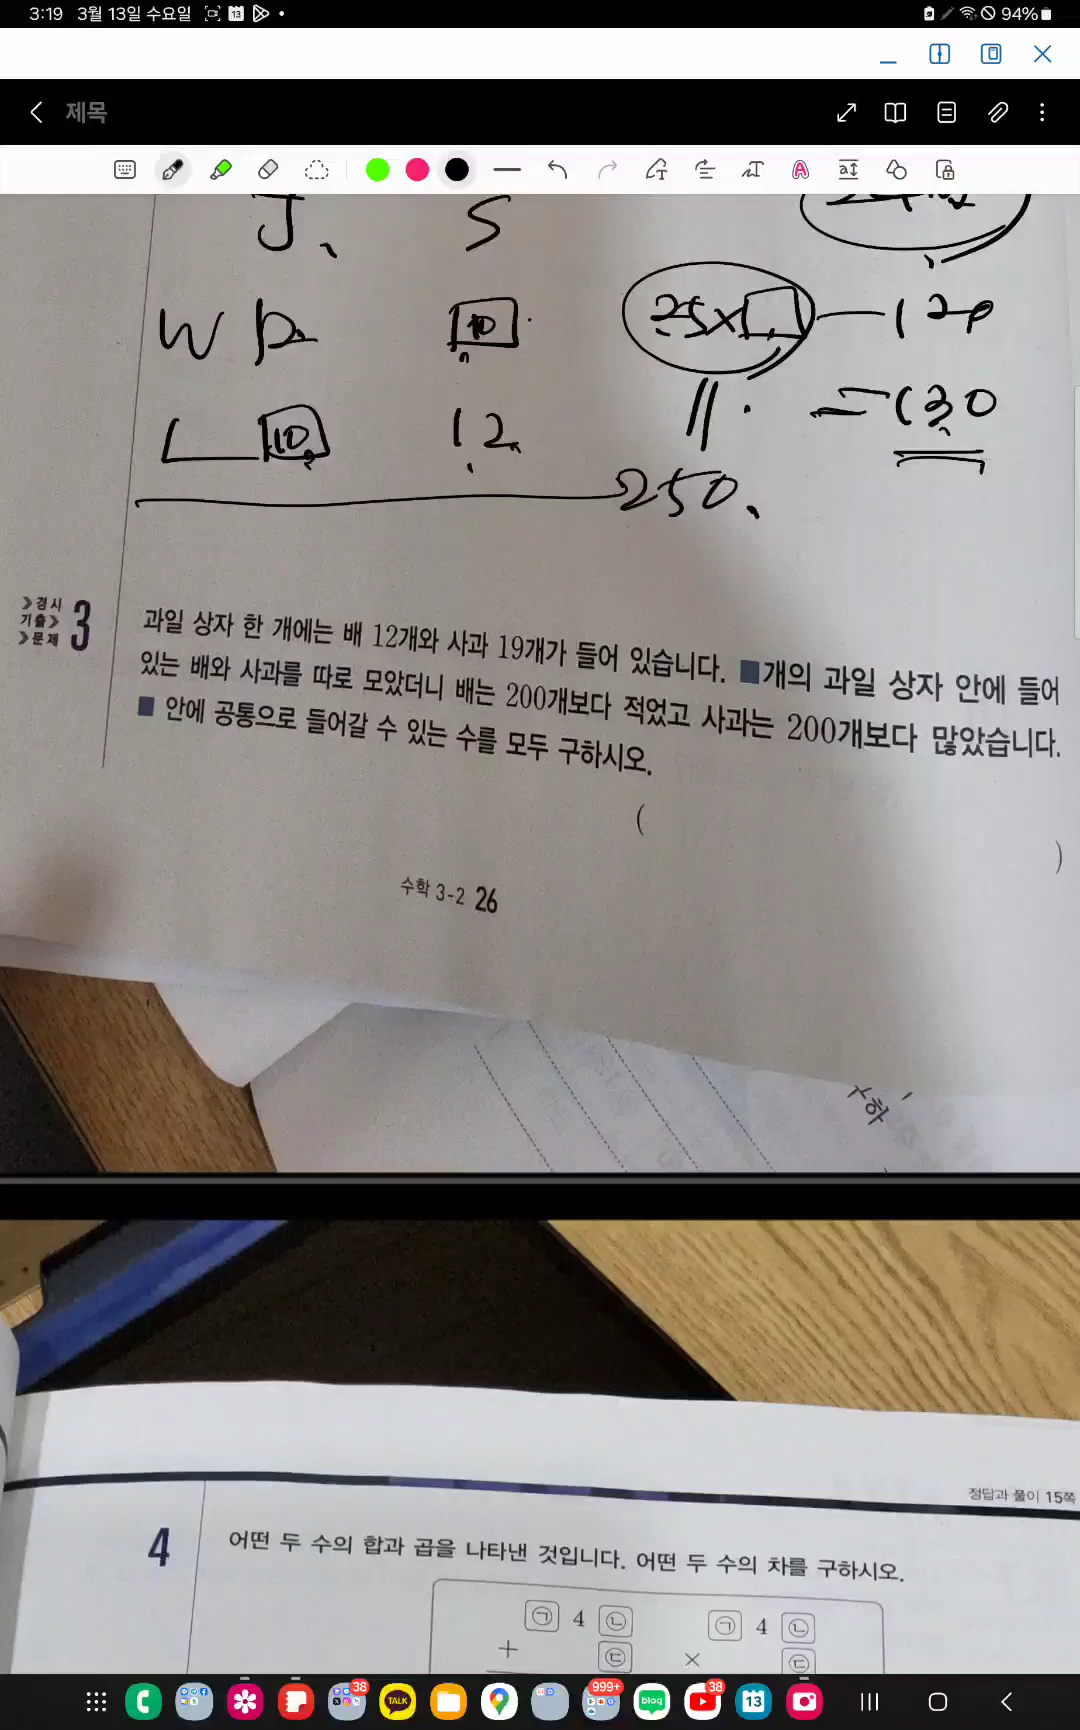 3:19 3월 13일 수요일 13
94%
제목
J. S
W D 10
25×□ — 120
= 130
L 10 12
250.
경시 기출 문제
3
과일 상자 한 개에는 배 12개와 사과 19개가 들어 있습니다. ■개의 과일 상자 안에 들어
있는 배와 사과를 따로 모았더니 배는 200개보다 적었고 사과는 200개보다 많았습니다.
■ 안에 공통으로 들어갈 수 있는 수를 모두 구하시오.
( )
수학 3-2 26
정답과 풀이 15쪽
4
어떤 두 수의 합과 곱을 나타낸 것입니다. 어떤 두 수의 차를 구하시오.
㉠ 4 ㉡ ㉠ 4 ㉡
+ ㉢ × ㉢
38 TALK 999+ blog 38 13